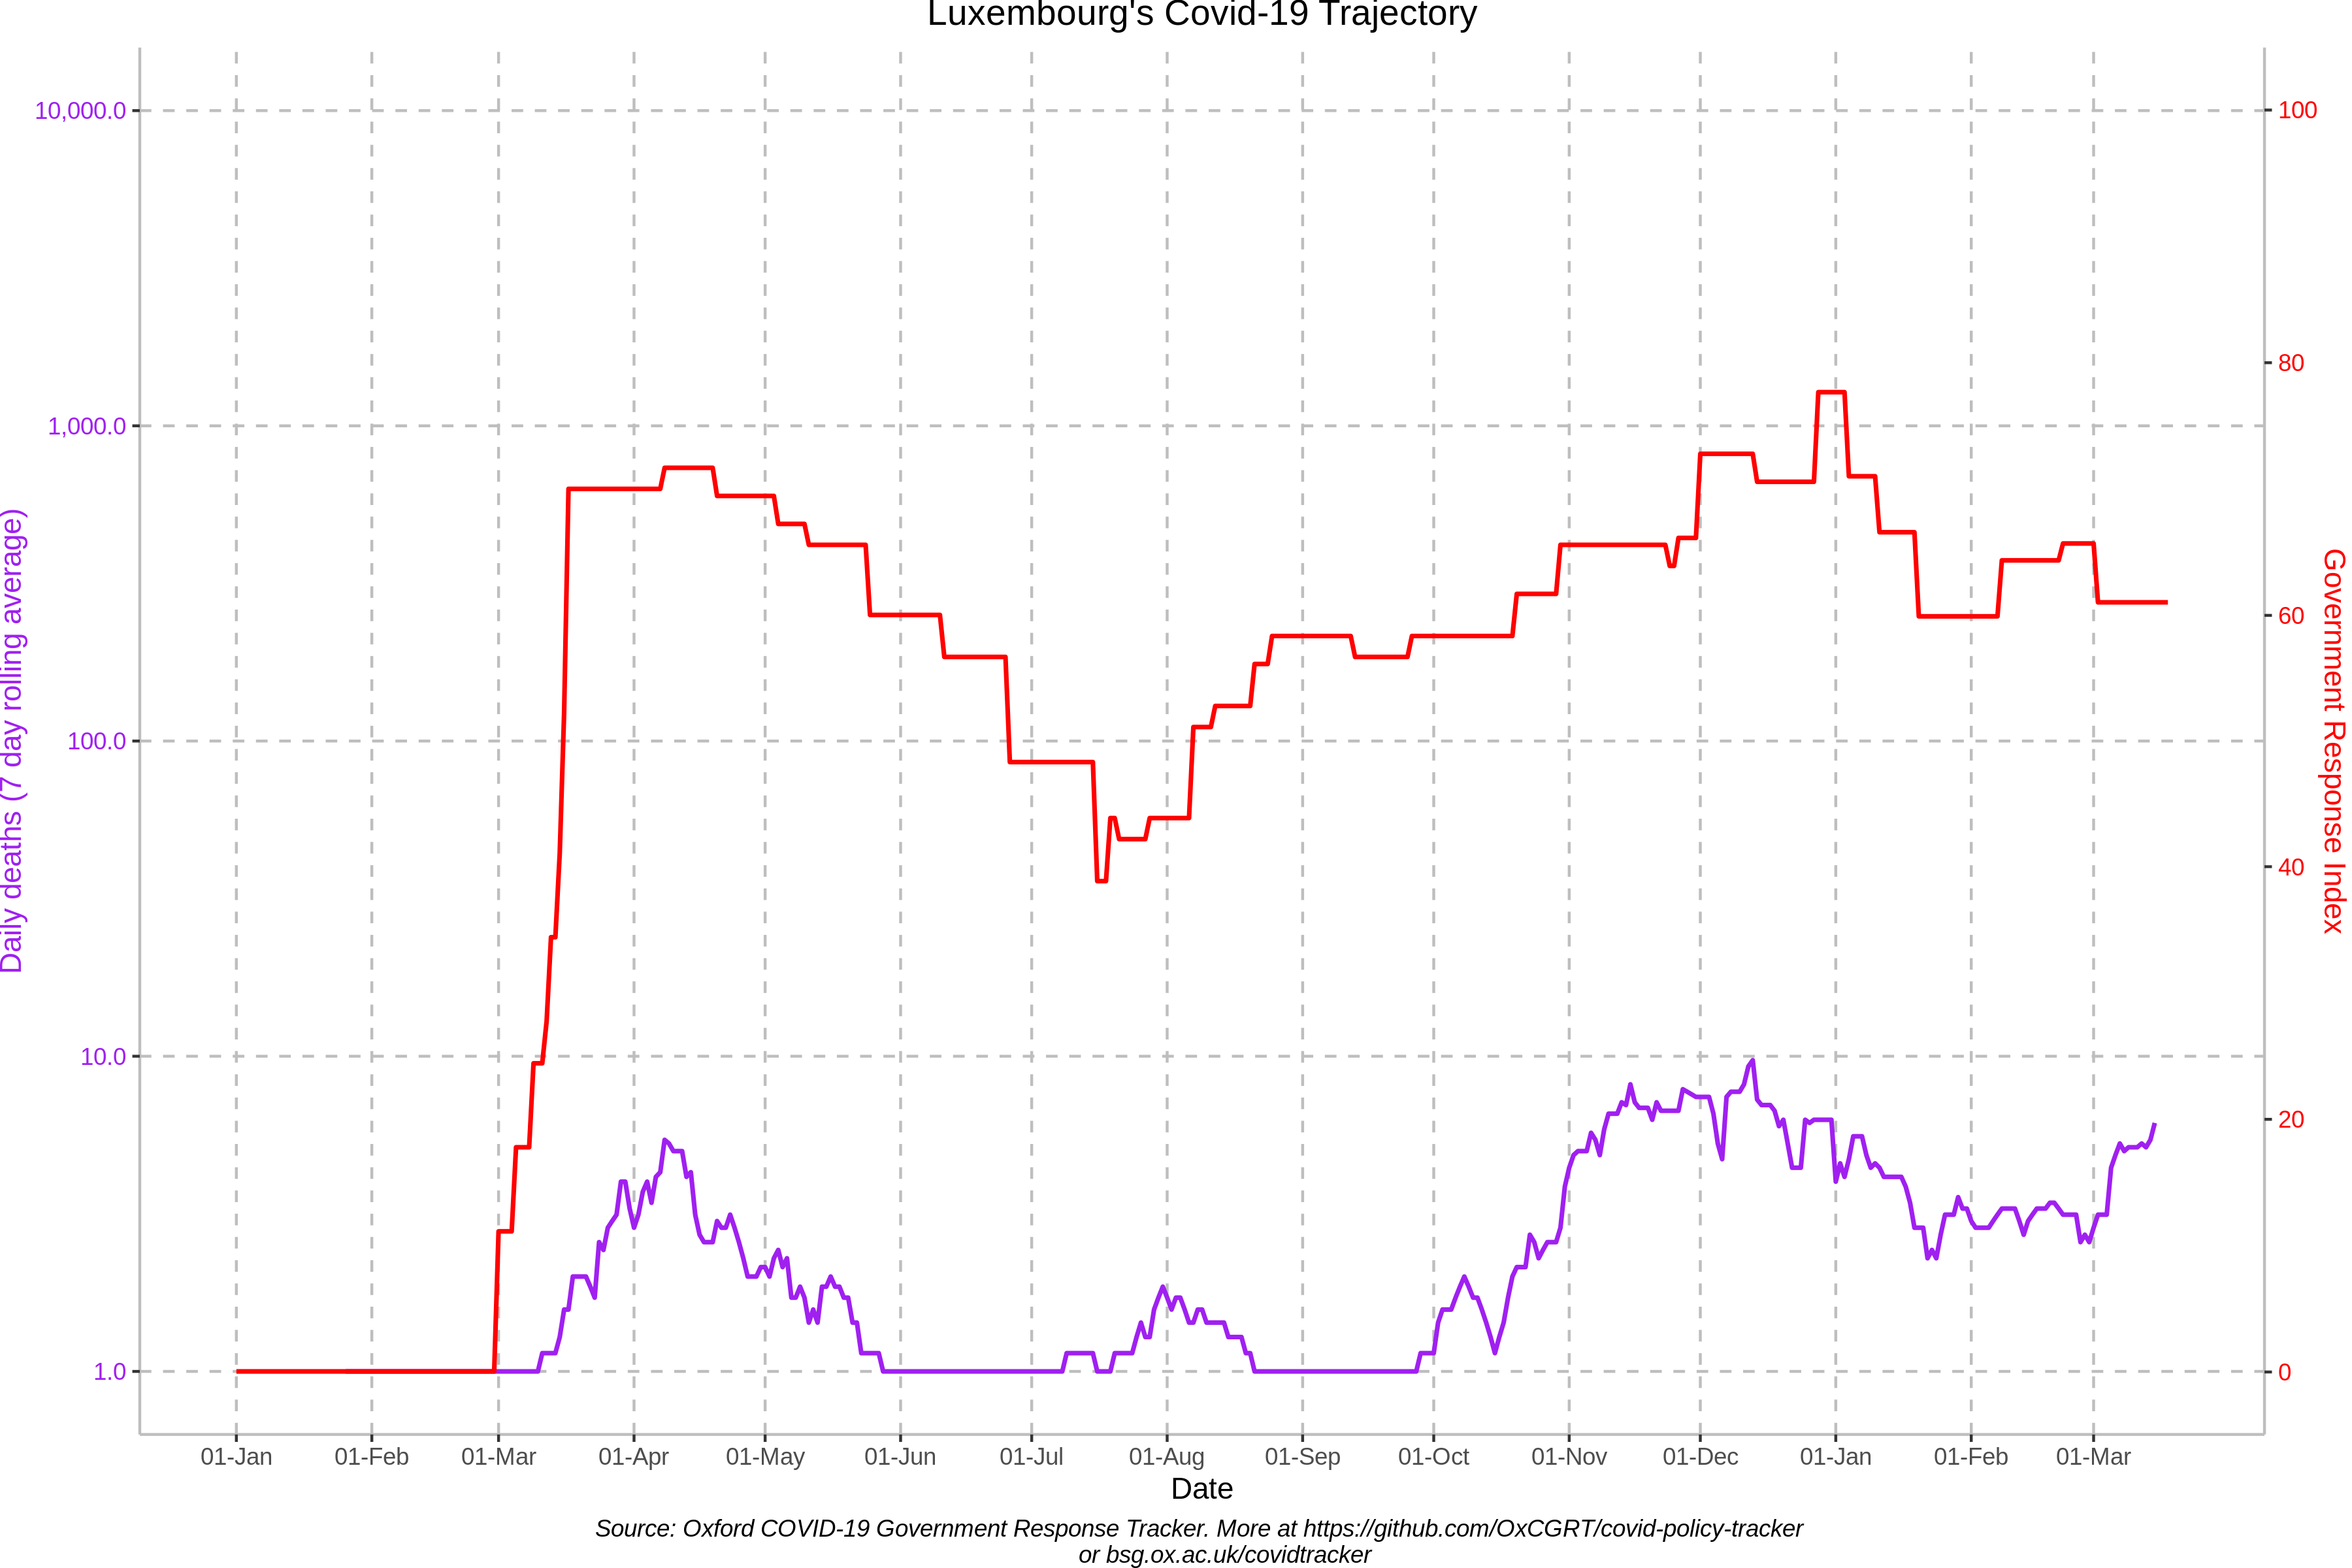 Luxembourg's Covid-19 Trajectory
Daily deaths (7 day rolling average)
10,000.0
1,000.0
100.0
10.0
1.0
100
80
60
40
20
0
Government Response Index
01-Jan 01-Feb 01-Mar 01-Apr 01-May 01-Jun 01-Jul 01-Aug 01-Sep 01-Oct 01-Nov 01-Dec 01-Jan 01-Feb 01-Mar
Date
Source: Oxford COVID-19 Government Response Tracker. More at https://github.com/OxCGRT/covid-policy-tracker
or bsg.ox.ac.uk/covidtracker